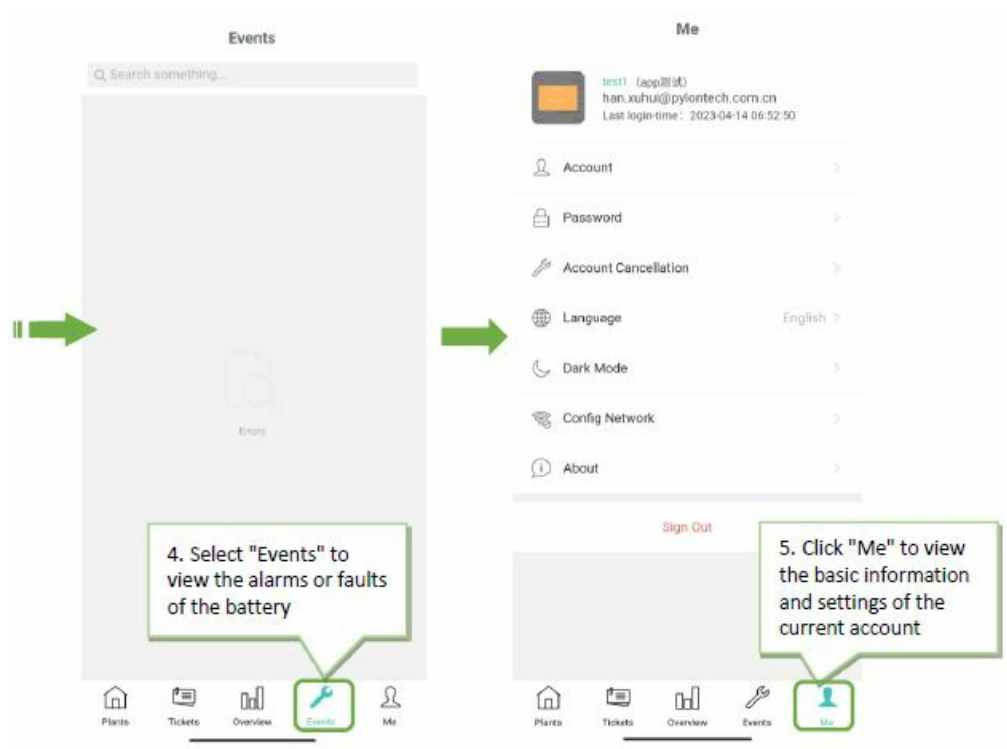 Events
Search something...
Empty
4. Select "Events" to
view the alarms or faults
of the battery
Plants
Tickets
Overview
Events
Me
Me
test1 (app测试)
han.xuhui@pylontech.com.cn
Last login-time: 2023-04-14 06:52:50
Account
Password
Account Cancellation
Language
English
Dark Mode
Config Network
About
Sign Out
5. Click "Me" to view
the basic information
and settings of the
current account
Plants
Tickets
Overview
Events
Me